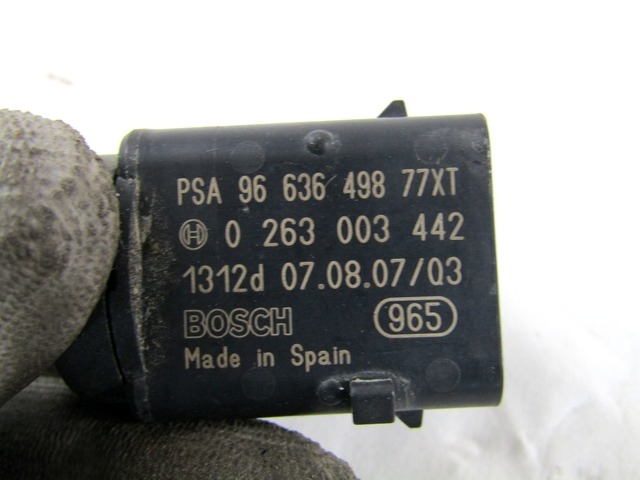 PSA 96 636 498 77XT
0 263 003 442
1312d 07.08.07/Q3
BOSCH 965
Made in Spain